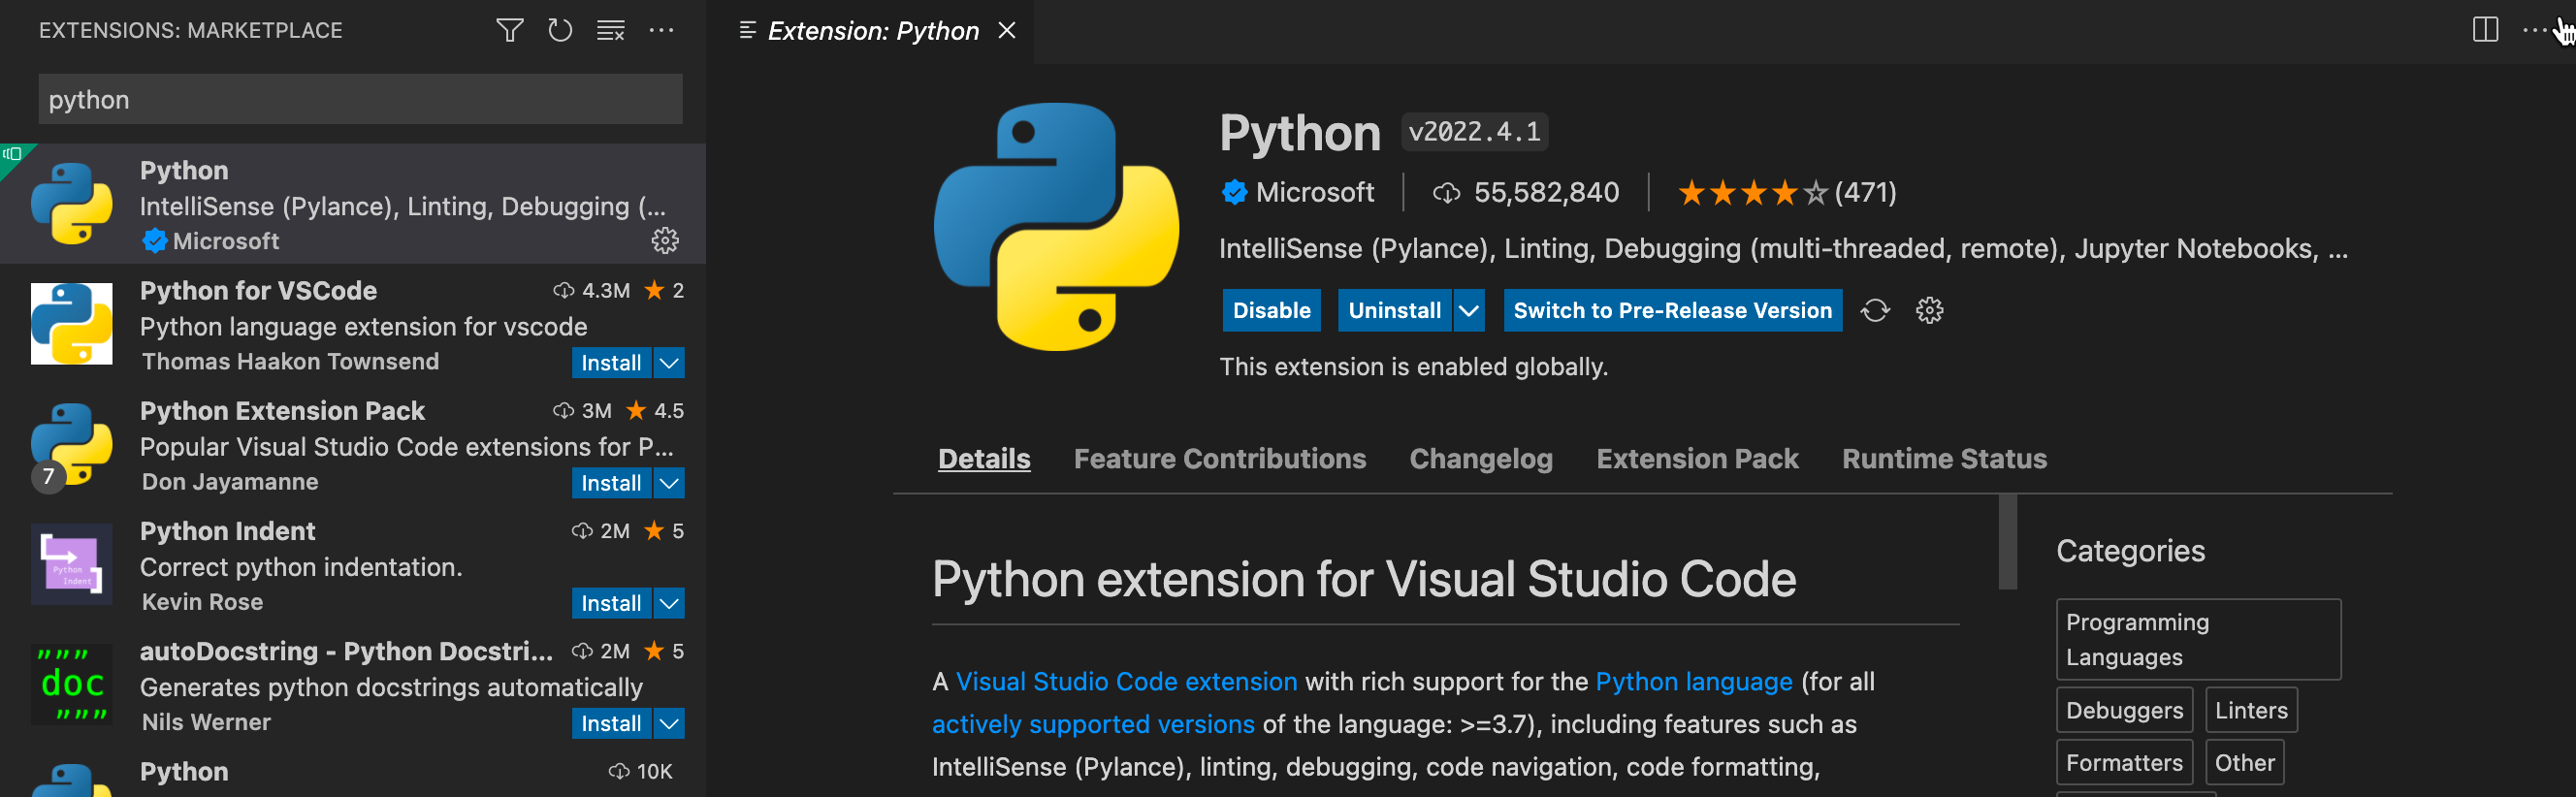 EXTENSIONS: MARKETPLACE
python
Python
IntelliSense (Pylance), Linting, Debugging (...
Microsoft
Python for VSCode 4.3M 2
Python language extension for vscode
Thomas Haakon Townsend Install
Python Extension Pack 3M 4.5
Popular Visual Studio Code extensions for P...
7
Don Jayamanne Install
Python Indent 2M 5
Correct python indentation.
Python
Indent
Kevin Rose Install
autoDocstring - Python Docstri... 2M 5
"""
doc
"""
Generates python docstrings automatically
Nils Werner Install
Python 10K
Extension: Python
Python v2022.4.1
Microsoft 55,582,840 (471)
IntelliSense (Pylance), Linting, Debugging (multi-threaded, remote), Jupyter Notebooks, ...
Disable Uninstall Switch to Pre-Release Version
This extension is enabled globally.
Details Feature Contributions Changelog Extension Pack Runtime Status
Python extension for Visual Studio Code
A Visual Studio Code extension with rich support for the Python language (for all
actively supported versions of the language: >=3.7), including features such as
IntelliSense (Pylance), linting, debugging, code navigation, code formatting,
Categories
Programming
Languages
Debuggers Linters
Formatters Other